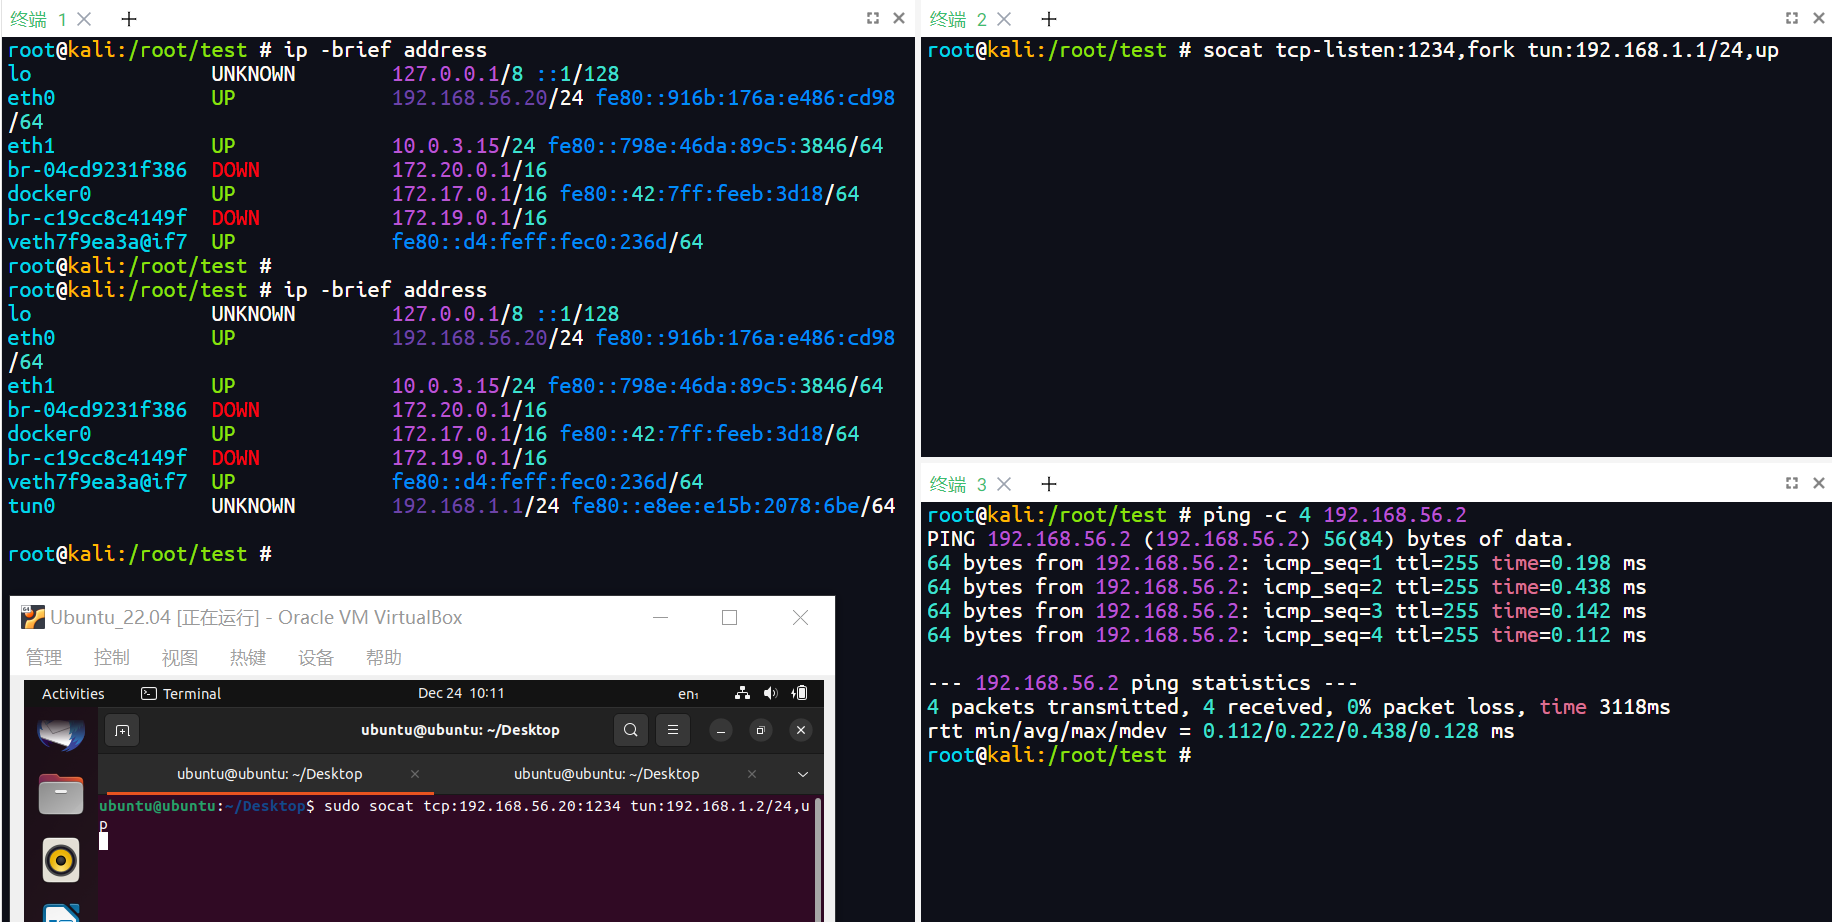 终端 1
root@kali:/root/test # ip -brief address
lo UNKNOWN 127.0.0.1/8 ::1/128
eth0 UP 192.168.56.20/24 fe80::916b:176a:e486:cd98
/64
eth1 UP 10.0.3.15/24 fe80::798e:46da:89c5:3846/64
br-04cd9231f386 DOWN 172.20.0.1/16
docker0 UP 172.17.0.1/16 fe80::42:7ff:feeb:3d18/64
br-c19cc8c4149f DOWN 172.19.0.1/16
veth7f9ea3a@if7 UP fe80::d4:feff:fec0:236d/64
root@kali:/root/test #
root@kali:/root/test # ip -brief address
lo UNKNOWN 127.0.0.1/8 ::1/128
eth0 UP 192.168.56.20/24 fe80::916b:176a:e486:cd98
/64
eth1 UP 10.0.3.15/24 fe80::798e:46da:89c5:3846/64
br-04cd9231f386 DOWN 172.20.0.1/16
docker0 UP 172.17.0.1/16 fe80::42:7ff:feeb:3d18/64
br-c19cc8c4149f DOWN 172.19.0.1/16
veth7f9ea3a@if7 UP fe80::d4:feff:fec0:236d/64
tun0 UNKNOWN 192.168.1.1/24 fe80::e8ee:e15b:2078:6be/64
root@kali:/root/test #
Ubuntu_22.04 [正在运行] - Oracle VM VirtualBox
管理 控制 视图 热键 设备 帮助
Activities Terminal Dec 24 10:11 en₁
ubuntu@ubuntu: ~/Desktop
ubuntu@ubuntu: ~/Desktop ubuntu@ubuntu: ~/Desktop
ubuntu@ubuntu:~/Desktop$ sudo socat tcp:192.168.56.20:1234 tun:192.168.1.2/24,u
p
终端 2
root@kali:/root/test # socat tcp-listen:1234,fork tun:192.168.1.1/24,up
终端 3
root@kali:/root/test # ping -c 4 192.168.56.2
PING 192.168.56.2 (192.168.56.2) 56(84) bytes of data.
64 bytes from 192.168.56.2: icmp_seq=1 ttl=255 time=0.198 ms
64 bytes from 192.168.56.2: icmp_seq=2 ttl=255 time=0.438 ms
64 bytes from 192.168.56.2: icmp_seq=3 ttl=255 time=0.142 ms
64 bytes from 192.168.56.2: icmp_seq=4 ttl=255 time=0.112 ms
--- 192.168.56.2 ping statistics ---
4 packets transmitted, 4 received, 0% packet loss, time 3118ms
rtt min/avg/max/mdev = 0.112/0.222/0.438/0.128 ms
root@kali:/root/test #